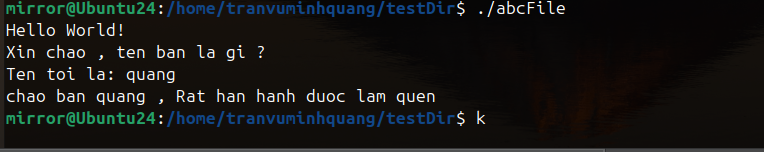 mirror@Ubuntu24:/home/tranvuminhquang/testDir$ ./abcFile
Hello World!
Xin chao , ten ban la gi ?
Ten toi la: quang
chao ban quang , Rat han hanh duoc lam quen
mirror@Ubuntu24:/home/tranvuminhquang/testDir$ k